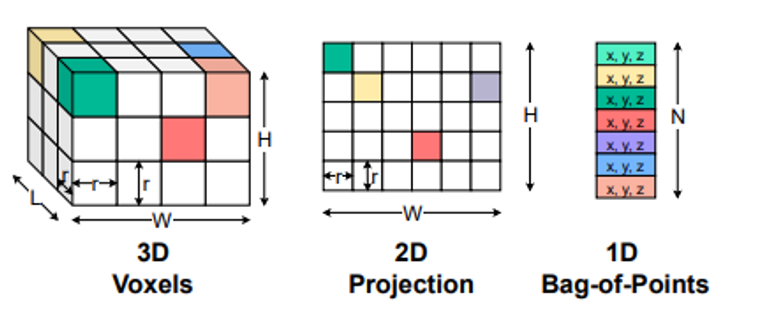 r
r
r
L
W
H
3D
Voxels
r
r
W
H
2D
Projection
x, y, z
x, y, z
x, y, z
x, y, z
x, y, z
x, y, z
x, y, z
N
1D
Bag-of-Points